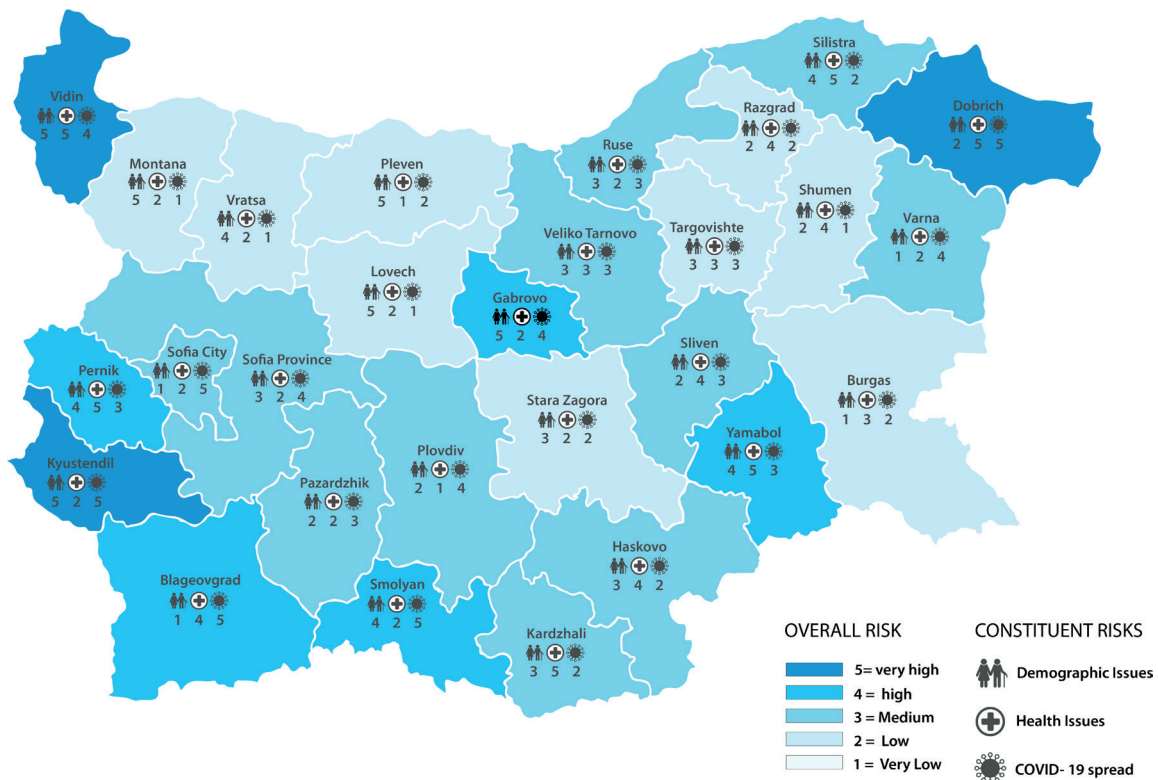 Silistra
4 5 2
Vidin
5 5 4
Dobrich
2 5 5
Razgrad
2 4 2
Ruse
3 2 3
Montana
5 2 1
Pleven
5 1 2
Shumen
2 4 1
Vratsa
4 2 1
Varna
1 2 4
Veliko Tarnovo
3 3 3
Targovishte
3 3 3
Lovech
5 2 1
Gabrovo
5 2 4
Sofia City
1 2 5
Sofia Province
3 2 4
Sliven
2 4 3
Pernik
4 5 3
Burgas
1 3 2
Stara Zagora
3 2 2
Yamabol
4 5 3
Plovdiv
2 1 4
Kyustendil
5 2 5
Pazardzhik
2 2 3
Haskovo
3 4 2
Blageovgrad
1 4 5
Smolyan
4 2 5
Kardzhali
3 5 2
OVERALL RISK
5= very high
4 = high
3 = Medium
2 = Low
1 = Very Low
CONSTITUENT RISKS
Demographic Issues
Health Issues
COVID- 19 spread